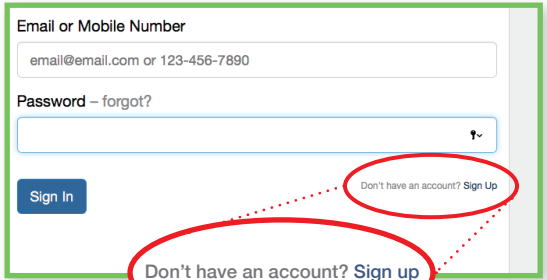 Email or Mobile Number
email@email.com or 123-456-7890
Password – forgot?
Don't have an account? Sign Up
Sign In
Don't have an account? Sign up